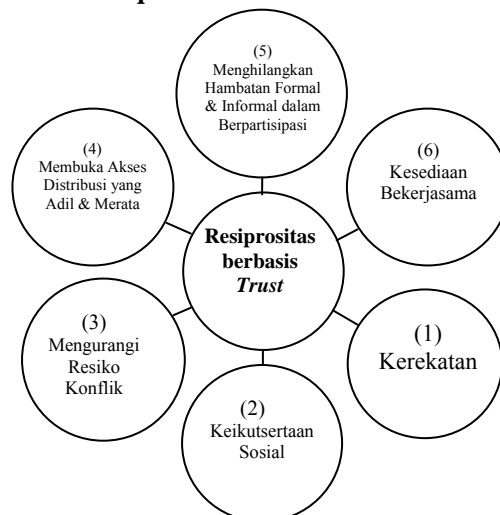 (5)
Menghilangkan
Hambatan Formal
& Informal dalam
Berpartisipasi
(4)
Membuka Akses
Distribusi yang
Adil & Merata
(6)
Kesediaan
Bekerjasama
Resiprositas
berbasis
Trust
(3)
Mengurangi
Resiko
Konflik
(1)
Kerekatan
(2)
Keikutsertaan
Sosial